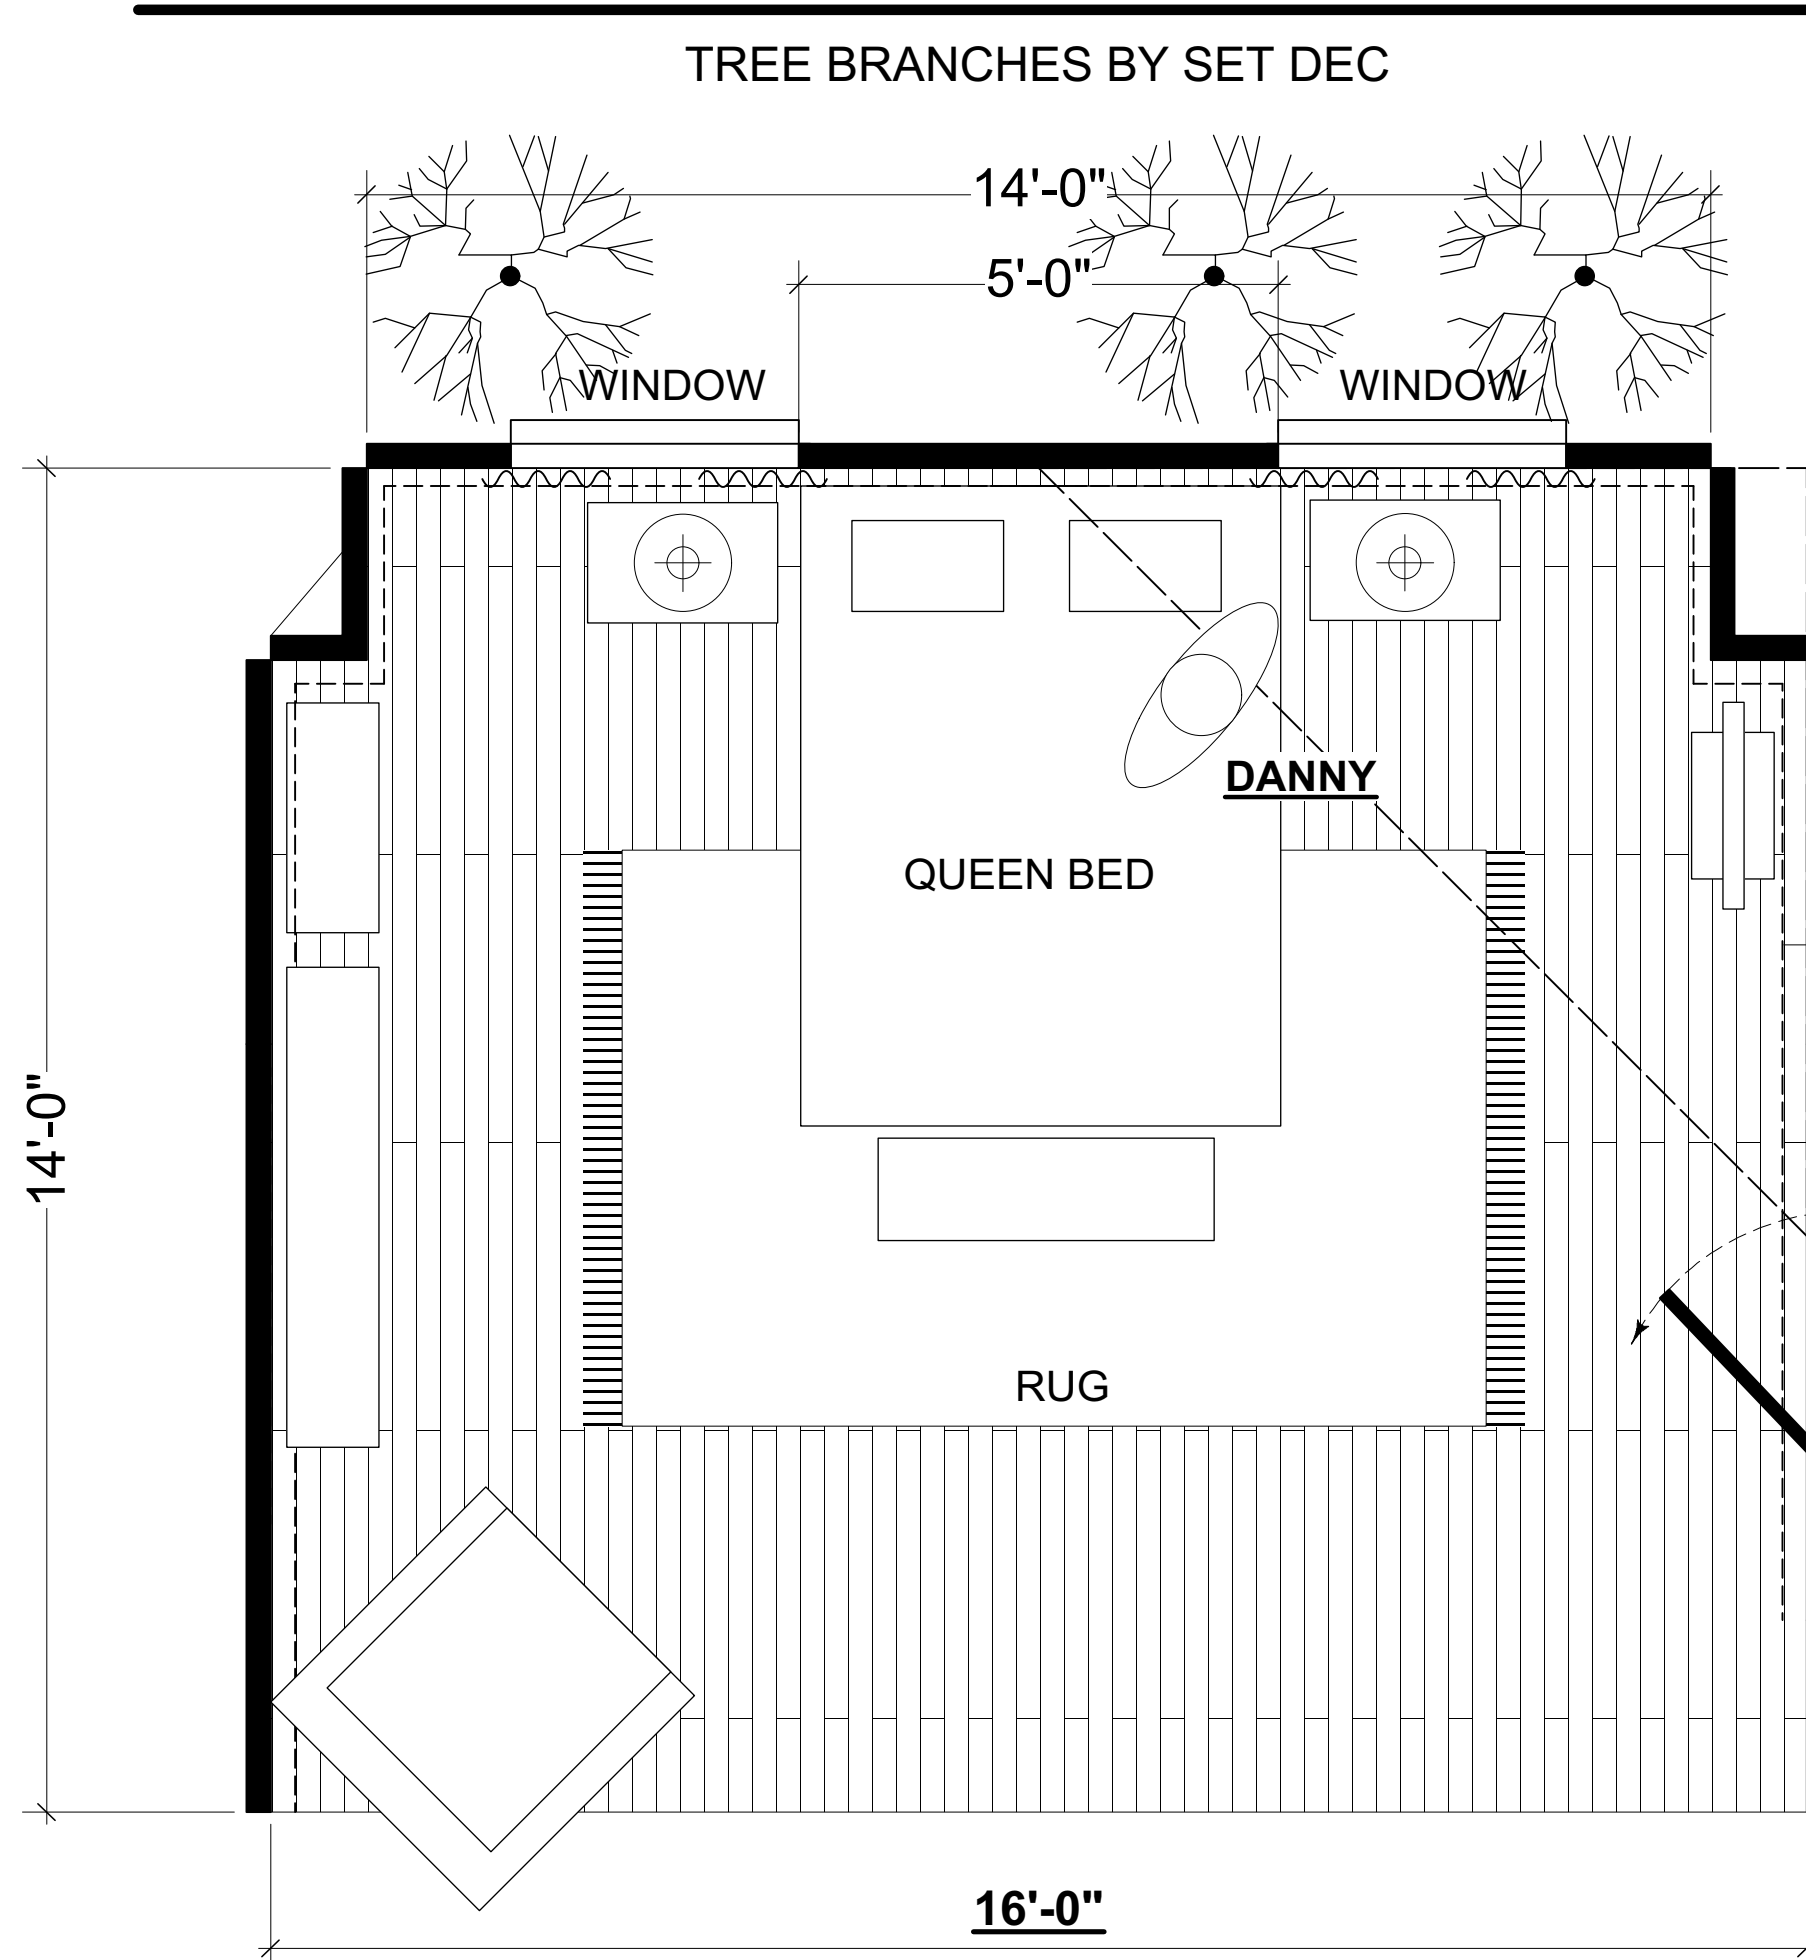 TREE BRANCHES BY SET DEC
14'-0"
5'-0"
WINDOW
WINDOW
DANNY
QUEEN BED
14'-0"
RUG
16'-0"